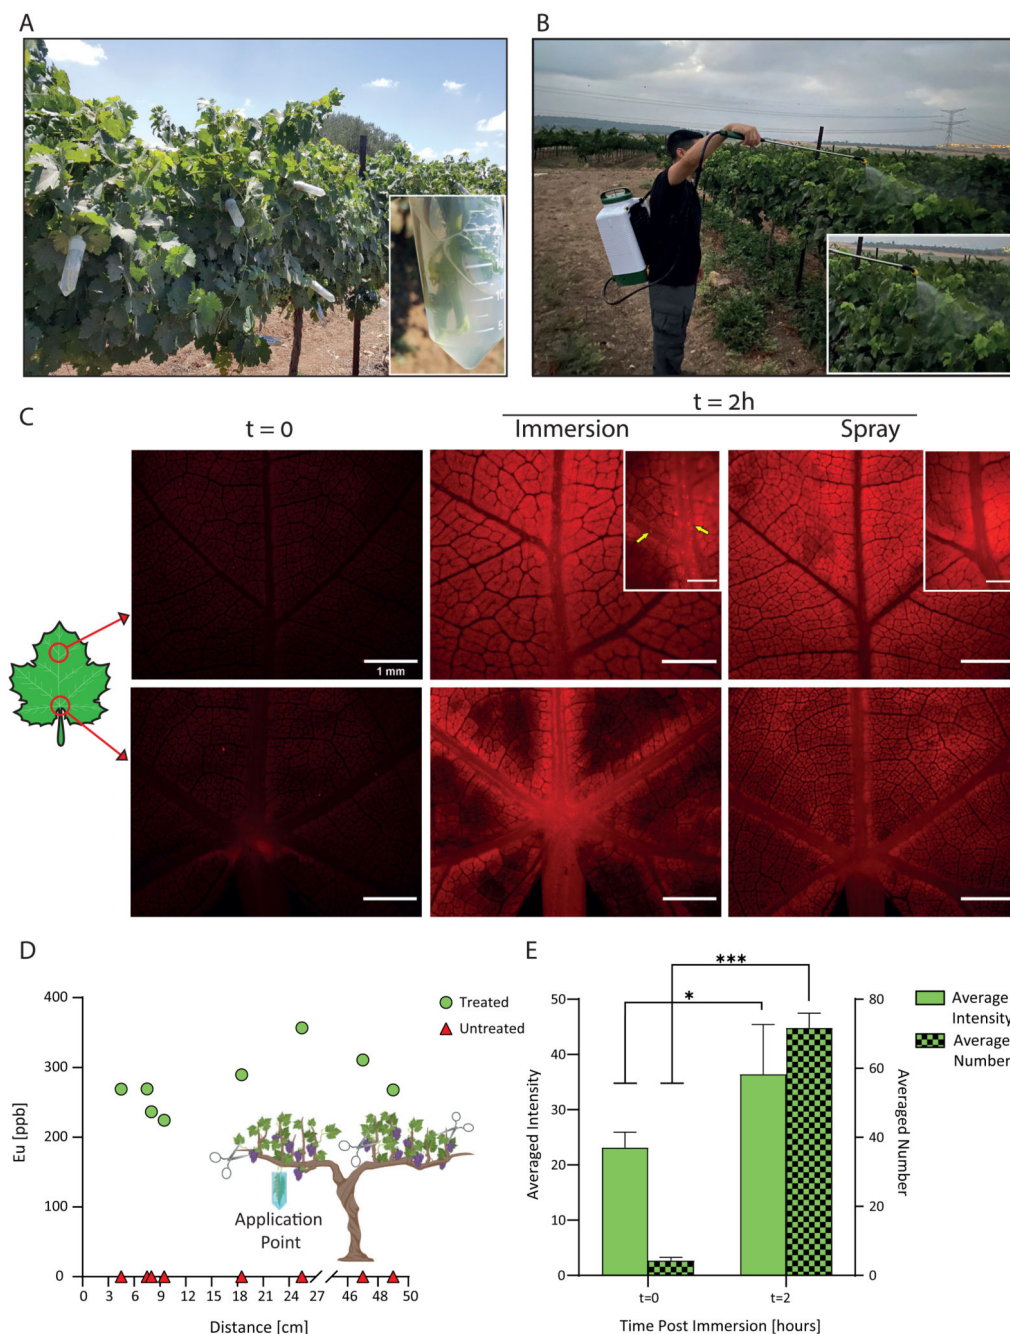 A
B
10
5
C
t = 0
t = 2h
Immersion
Spray
1 mm
D
Eu [ppb]
400
300
200
100
0
Treated
Untreated
Application
Point
0 3 6 9 12 15 18 21 24 27 46 48 50
Distance [cm]
E
***
*
Averaged Intensity
50
40
30
20
10
0
80
60
40
20
0
Averaged Number
Average
Intensity
Average
Number
t=0 t=2
Time Post Immersion [hours]